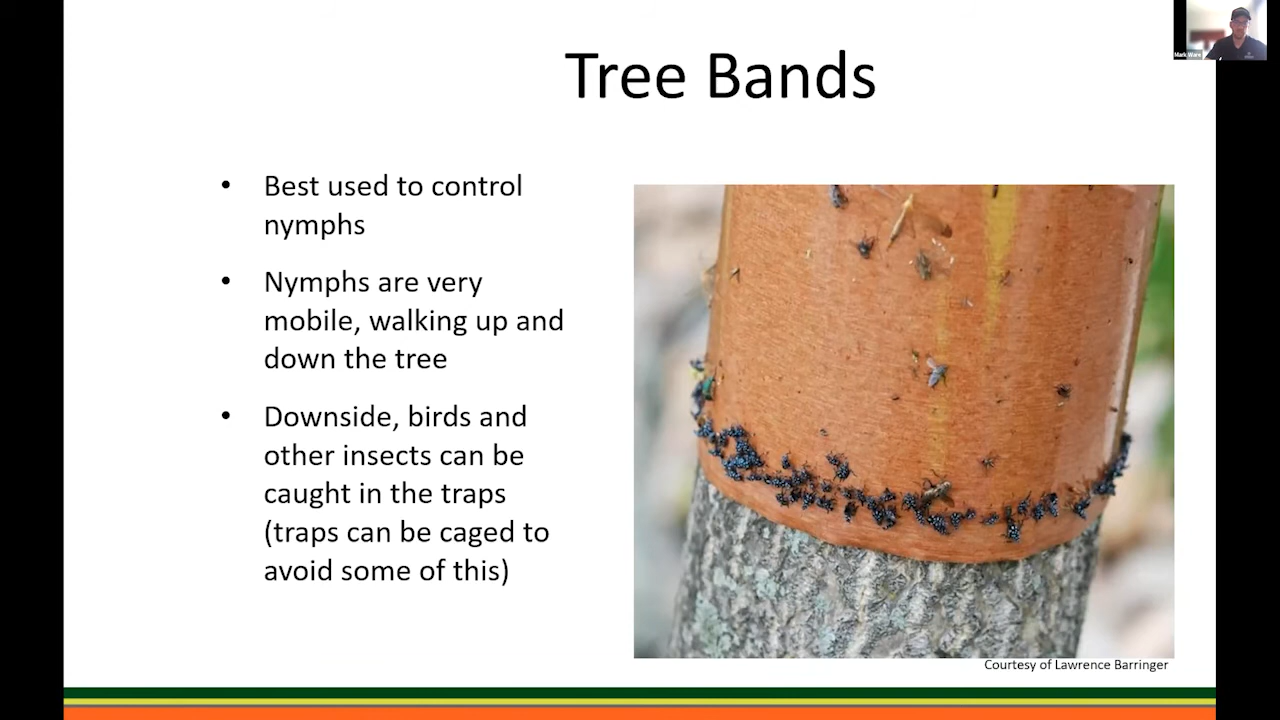 Mark Ware
Tree Bands
• Best used to control
nymphs
• Nymphs are very
mobile, walking up and
down the tree
• Downside, birds and
other insects can be
caught in the traps
(traps can be caged to
avoid some of this)
Courtesy of Lawrence Barringer